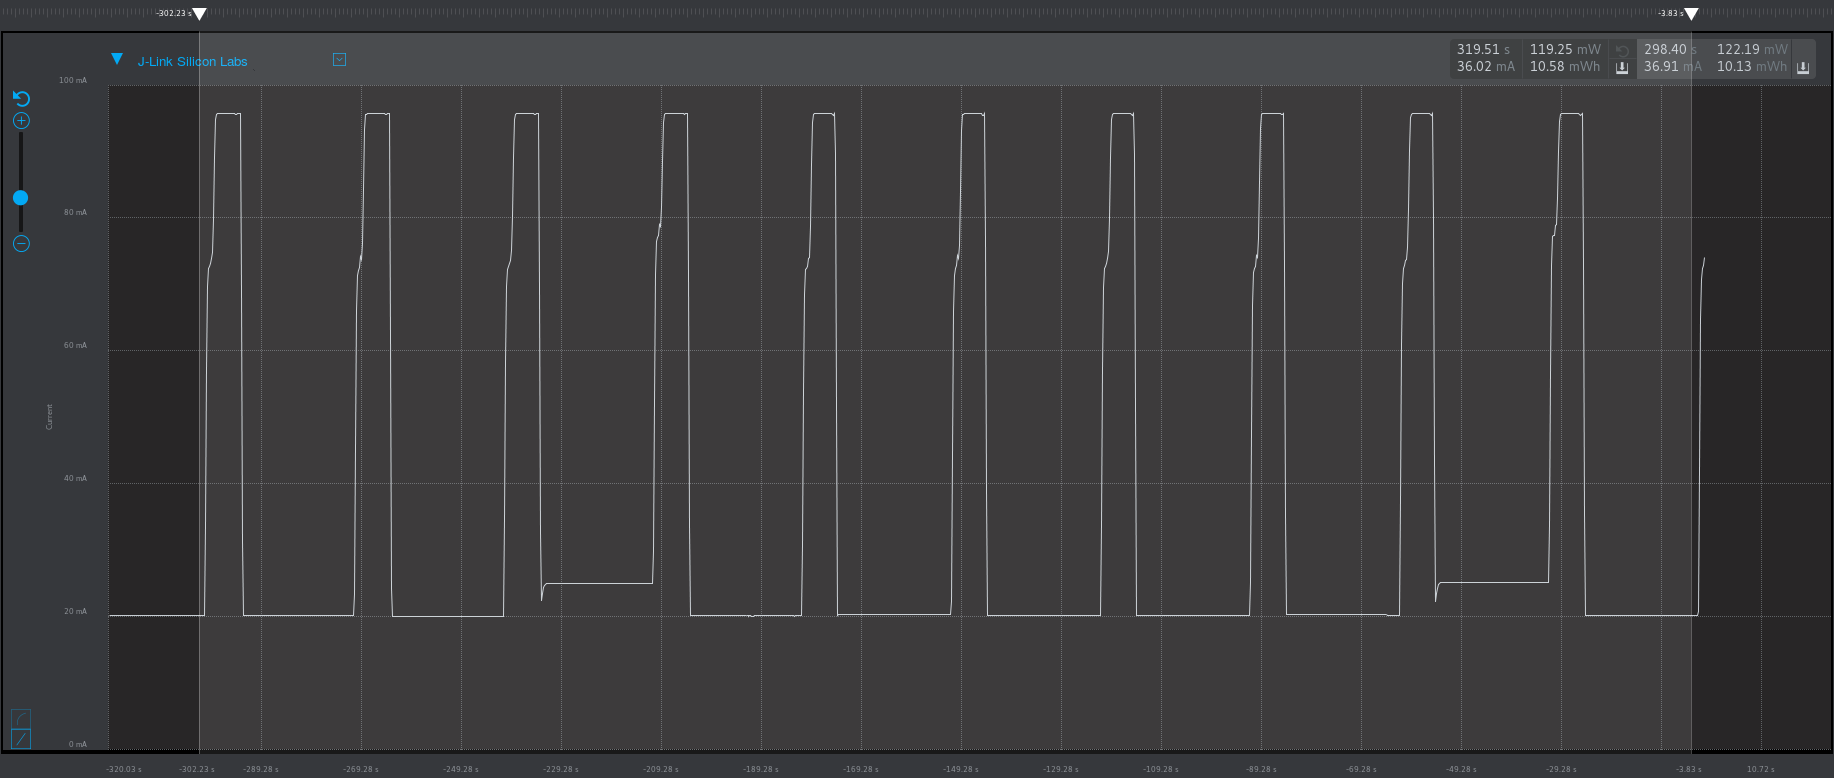 -302.23 s
-3.83 s
J-Link Silicon Labs
319.51 s 119.25 mW 298.40 s 122.19 mW
36.02 mA 10.58 mWh 36.91 mA 10.13 mWh
100 mA
80 mA
60 mA
Current
40 mA
20 mA
0 mA
-320.03 s -302.23 s -289.28 s -269.28 s -249.28 s -229.28 s -209.28 s -189.28 s -169.28 s -149.28 s -129.28 s -109.28 s -89.28 s -69.28 s -49.28 s -29.28 s -3.83 s 10.72 s